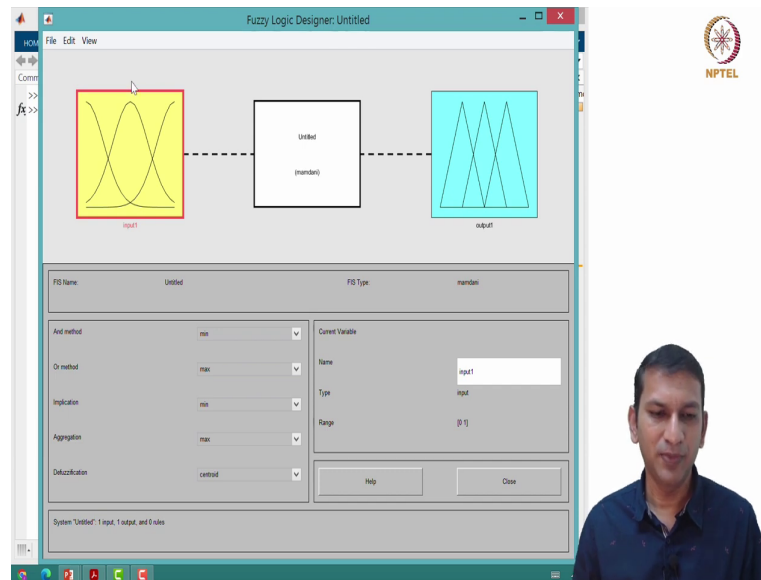 Fuzzy Logic Designer: Untitled
HOM
File Edit View
Comm
>>
fx >>
NPTEL
Untitled
(mamdani)
input1
output1
FIS Name: Untitled FIS Type: mamdani
And method min
Or method max
Implication min
Aggregation max
Defuzzification centroid
Current Variable
Name input1
Type input
Range [0 1]
Help Close
System "Untitled": 1 input, 1 output, and 0 rules